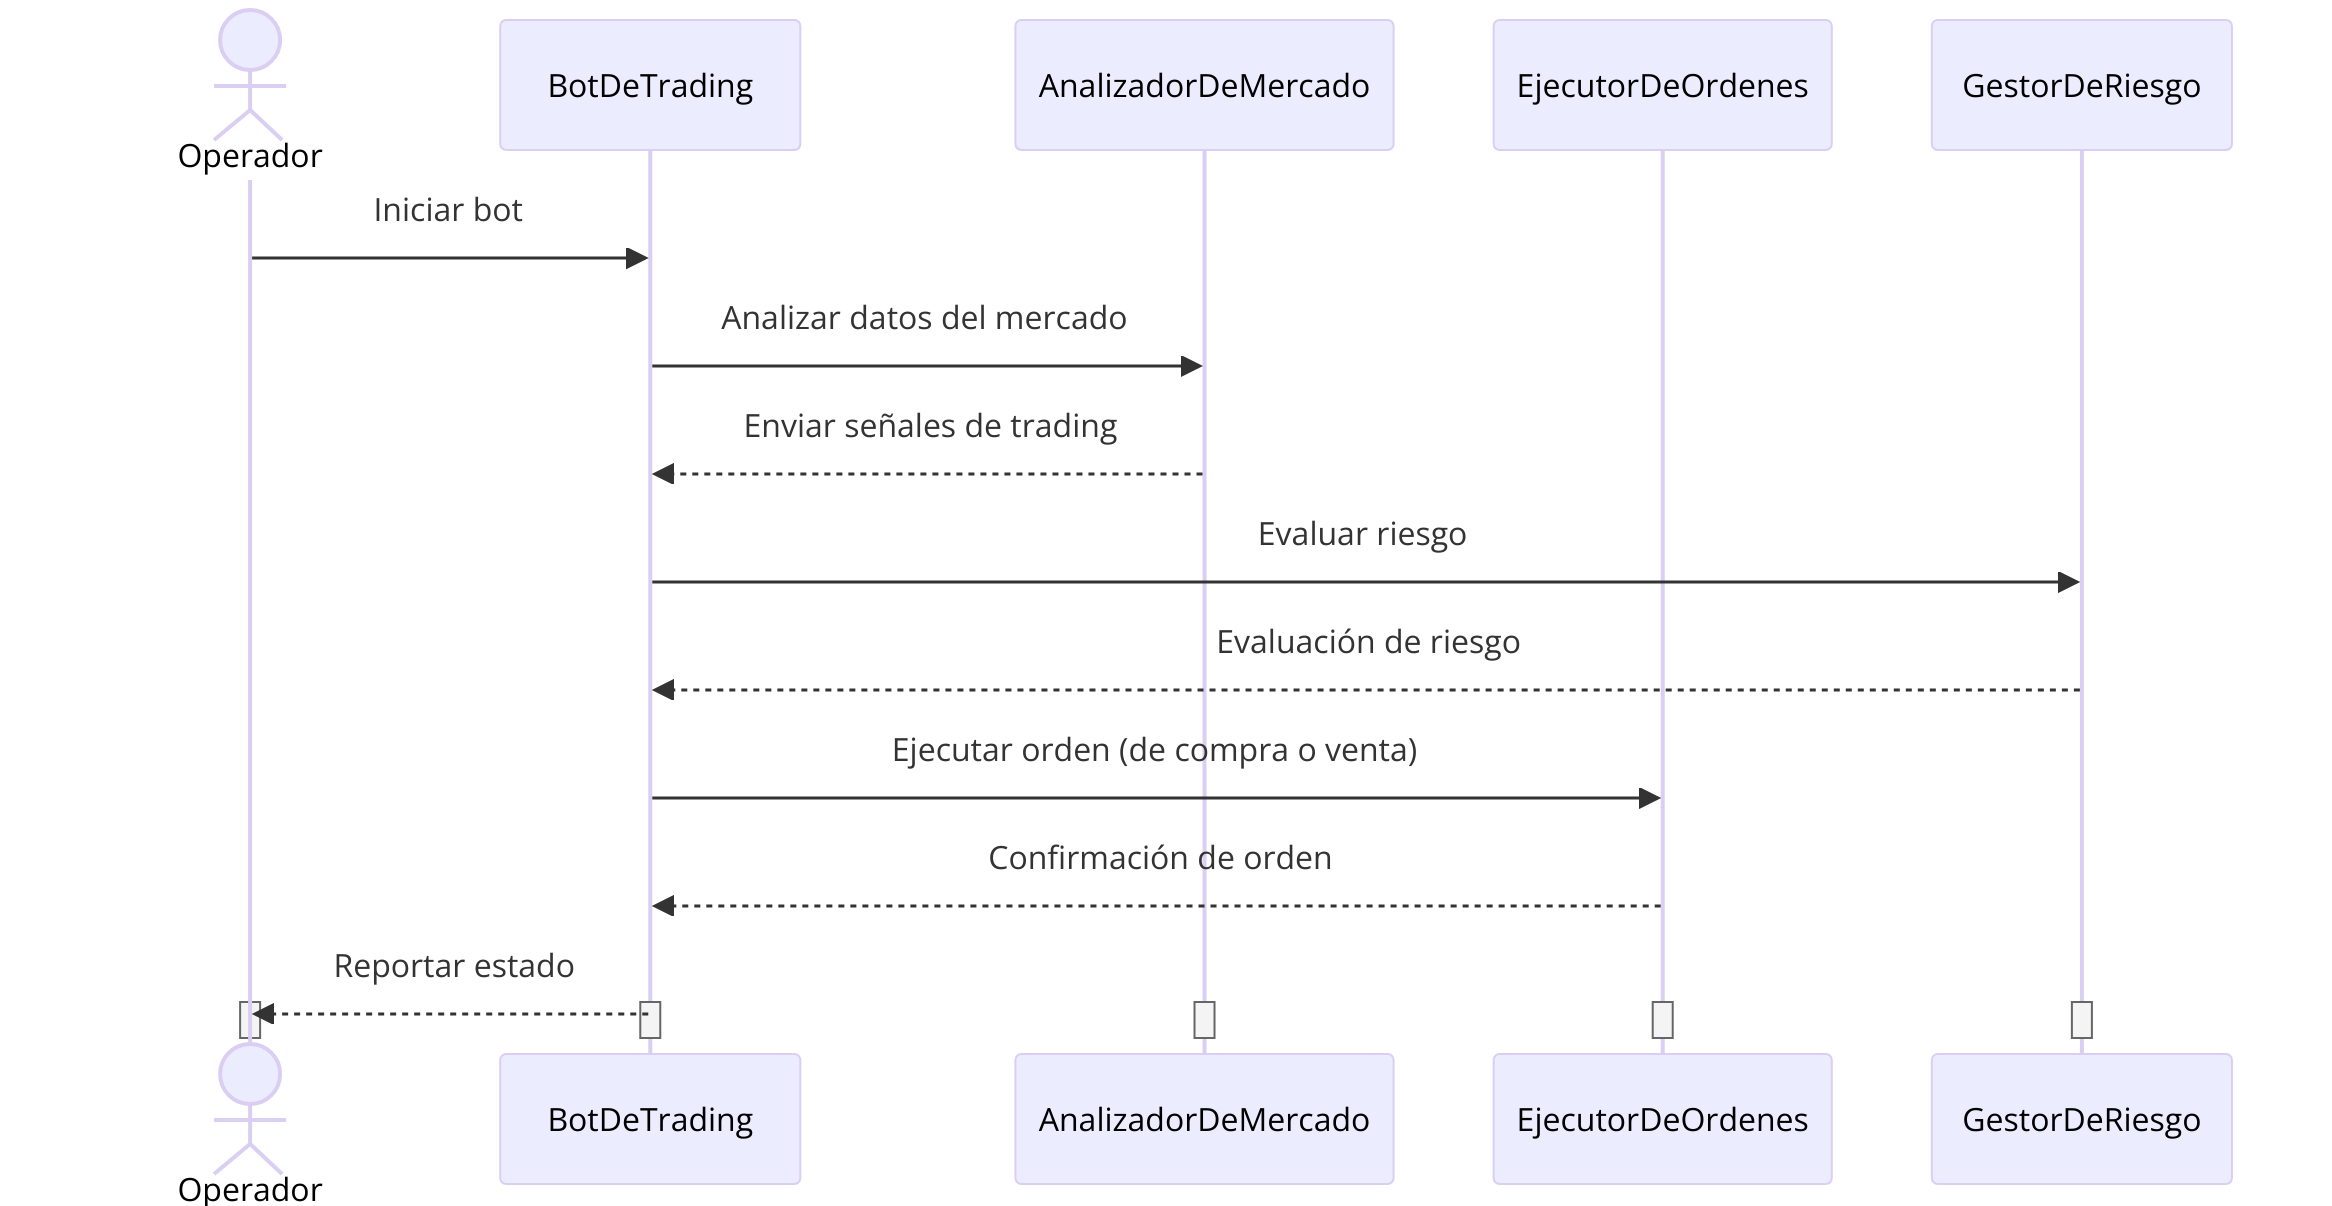 Operador
BotDeTrading
AnalizadorDeMercado
EjecutorDeOrdenes
GestorDeRiesgo
Iniciar bot
Analizar datos del mercado
Enviar señales de trading
Evaluar riesgo
Evaluación de riesgo
Ejecutar orden (de compra o venta)
Confirmación de orden
Reportar estado
Operador
BotDeTrading
AnalizadorDeMercado
EjecutorDeOrdenes
GestorDeRiesgo